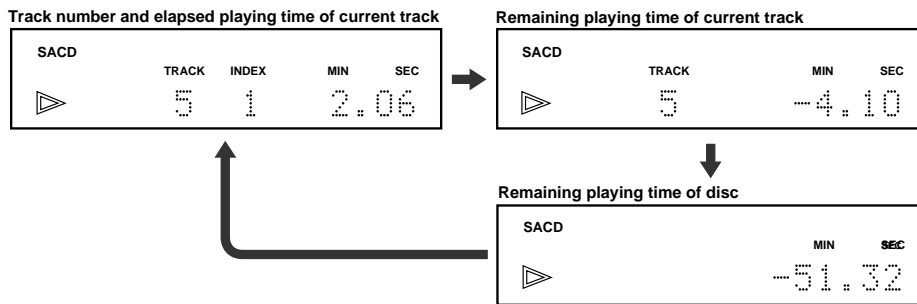 Track number and elapsed playing time of current track
SACD
TRACK INDEX MIN SEC
5 1 2.06
Remaining playing time of current track
SACD
TRACK MIN SEC
5 -4.10
Remaining playing time of disc
SACD
MIN SEC
-51.32